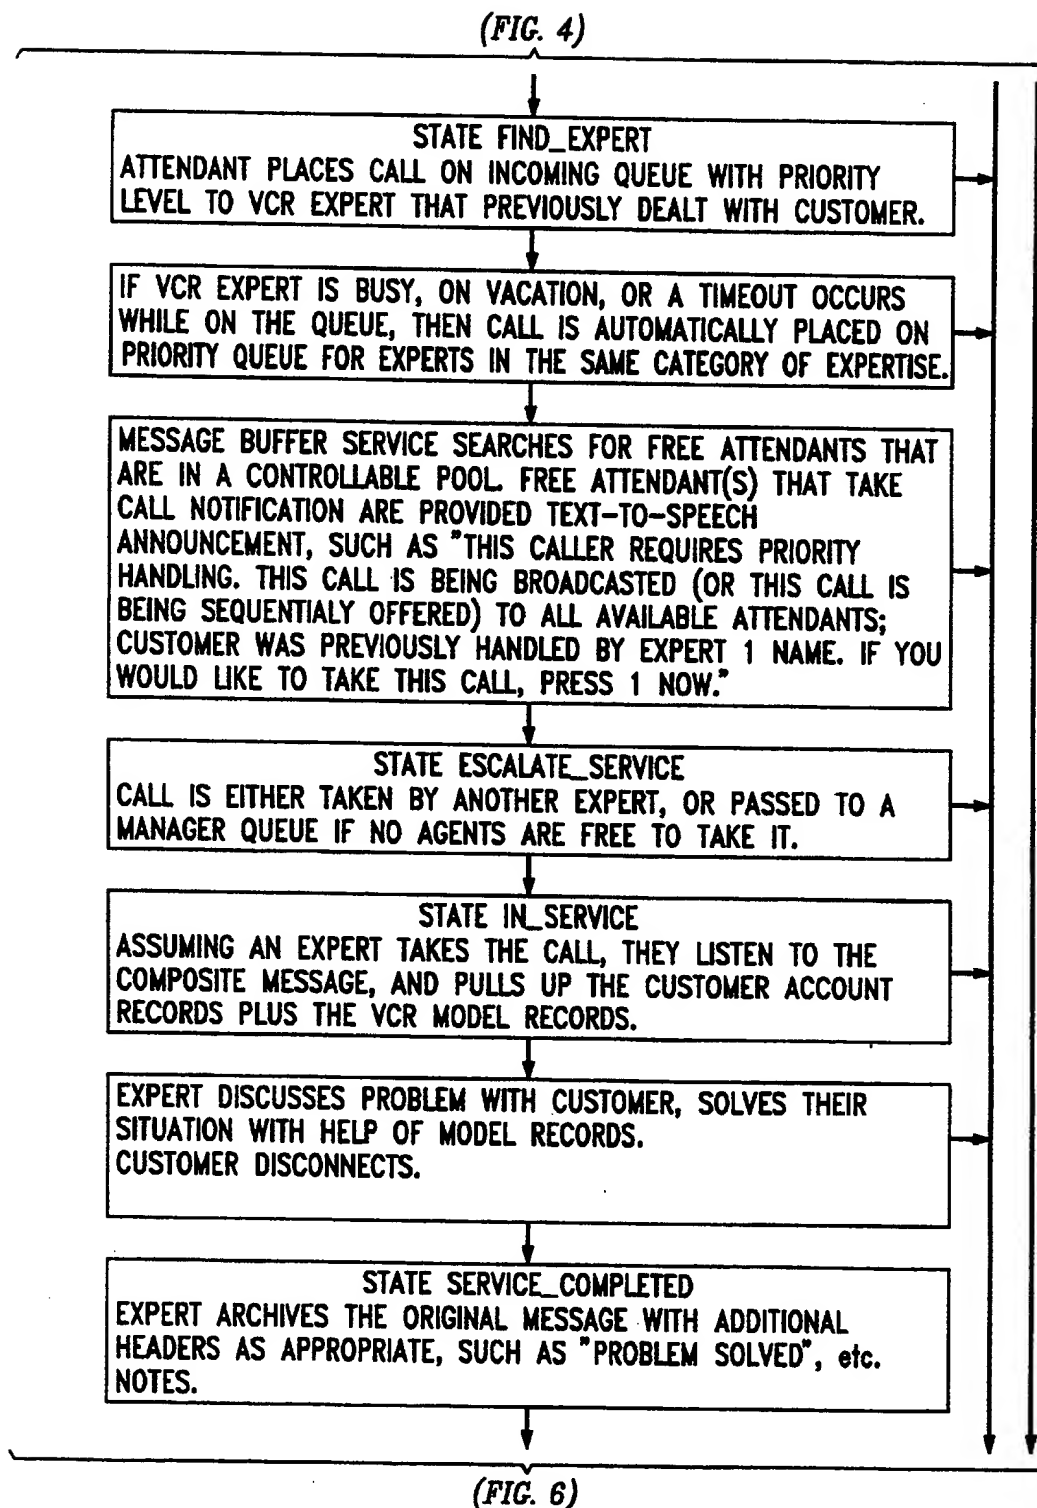 (FIG. 4)
STATE FIND_EXPERT
ATTENDANT PLACES CALL ON INCOMING QUEUE WITH PRIORITY
LEVEL TO VCR EXPERT THAT PREVIOUSLY DEALT WITH CUSTOMER.
IF VCR EXPERT IS BUSY, ON VACATION, OR A TIMEOUT OCCURS
WHILE ON THE QUEUE, THEN CALL IS AUTOMATICALLY PLACED ON
PRIORITY QUEUE FOR EXPERTS IN THE SAME CATEGORY OF EXPERTISE.
MESSAGE BUFFER SERVICE SEARCHES FOR FREE ATTENDANTS THAT
ARE IN A CONTROLLABLE POOL. FREE ATTENDANT(S) THAT TAKE
CALL NOTIFICATION ARE PROVIDED TEXT-TO-SPEECH
ANNOUNCEMENT, SUCH AS "THIS CALLER REQUIRES PRIORITY
HANDLING. THIS CALL IS BEING BROADCASTED (OR THIS CALL IS
BEING SEQUENTIALY OFFERED) TO ALL AVAILABLE ATTENDANTS;
CUSTOMER WAS PREVIOUSLY HANDLED BY EXPERT 1 NAME. IF YOU
WOULD LIKE TO TAKE THIS CALL, PRESS 1 NOW."
STATE ESCALATE_SERVICE
CALL IS EITHER TAKEN BY ANOTHER EXPERT, OR PASSED TO A
MANAGER QUEUE IF NO AGENTS ARE FREE TO TAKE IT.
STATE IN_SERVICE
ASSUMING AN EXPERT TAKES THE CALL, THEY LISTEN TO THE
COMPOSITE MESSAGE, AND PULLS UP THE CUSTOMER ACCOUNT
RECORDS PLUS THE VCR MODEL RECORDS.
EXPERT DISCUSSES PROBLEM WITH CUSTOMER, SOLVES THEIR
SITUATION WITH HELP OF MODEL RECORDS.
CUSTOMER DISCONNECTS.
STATE SERVICE_COMPLETED
EXPERT ARCHIVES THE ORIGINAL MESSAGE WITH ADDITIONAL
HEADERS AS APPROPRIATE, SUCH AS "PROBLEM SOLVED", etc.
NOTES.
(FIG. 6)